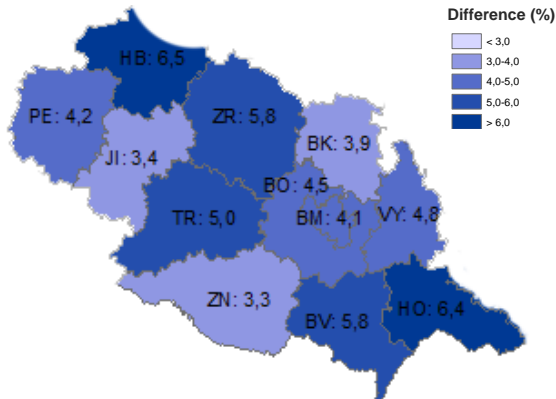 Difference (%)
< 3,0
3,0-4,0
4,0-5,0
5,0-6,0
> 6,0
HB: 6,5
PE: 4,2
ZR: 5,8
JI: 3,4
BK: 3,9
BO: 4,5
TR: 5,0
BM: 4,1
VY: 4,8
ZN: 3,3
BV: 5,8
HO: 6,4